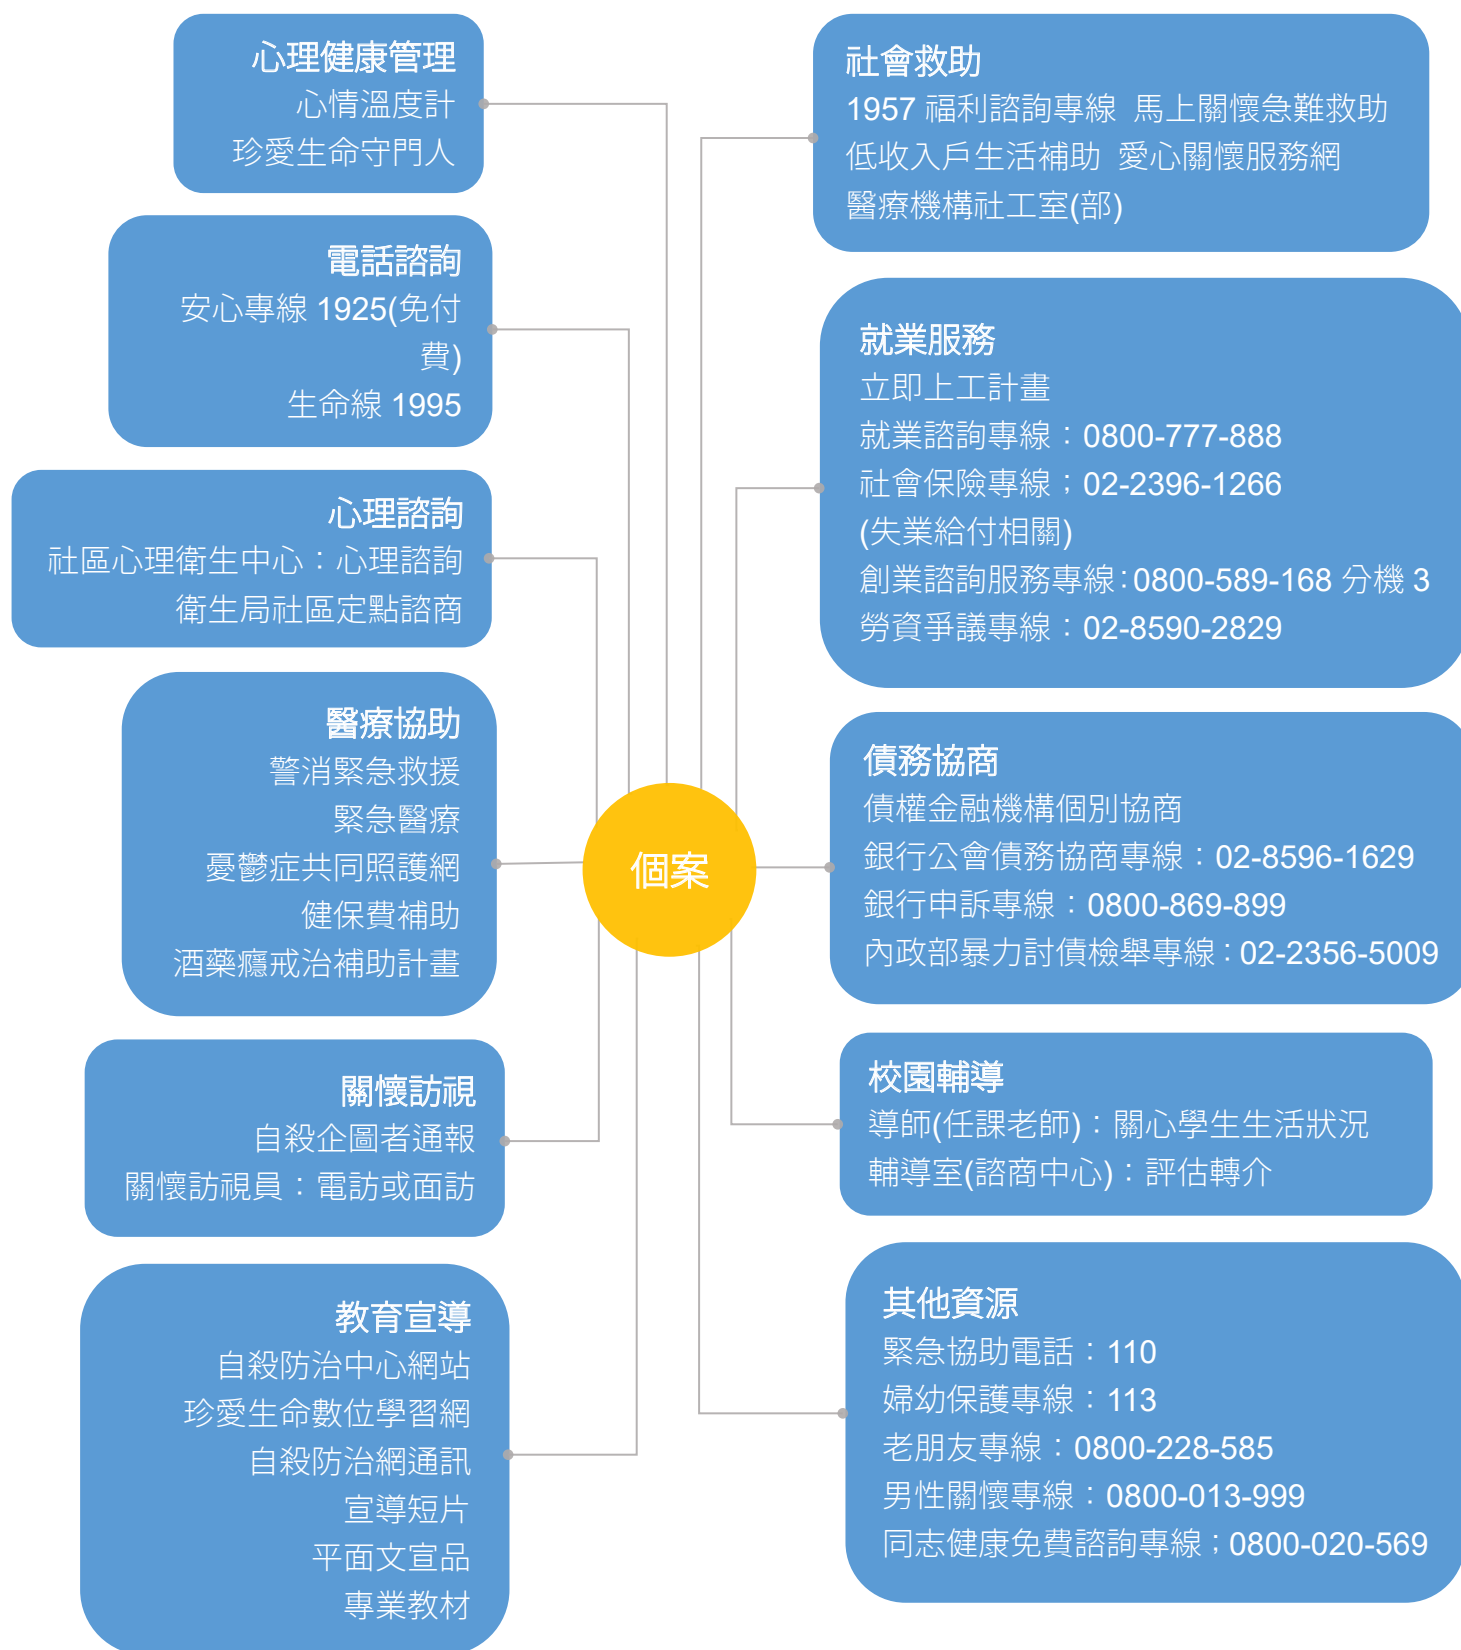 心理健康管理
心情溫度計
珍愛生命守門人
電話諮詢
安心專線 1925(免付
費)
生命線 1995
心理諮詢
社區心理衛生中心：心理諮詢
衛生局社區定點諮商
醫療協助
警消緊急救援
緊急醫療
憂鬱症共同照護網
健保費補助
酒藥癮戒治補助計畫
關懷訪視
自殺企圖者通報
關懷訪視員：電訪或面訪
教育宣導
自殺防治中心網站
珍愛生命數位學習網
自殺防治網通訊
宣導短片
平面文宣品
專業教材
個案
社會救助
1957 福利諮詢專線 馬上關懷急難救助
低收入戶生活補助 愛心關懷服務網
醫療機構社工室(部)
就業服務
立即上工計畫
就業諮詢專線：0800-777-888
社會保險專線；02-2396-1266
(失業給付相關)
創業諮詢服務專線：0800-589-168 分機 3
勞資爭議專線：02-8590-2829
債務協商
債權金融機構個別協商
銀行公會債務協商專線：02-8596-1629
銀行申訴專線：0800-869-899
內政部暴力討債檢舉專線：02-2356-5009
校園輔導
導師(任課老師)：關心學生生活狀況
輔導室(諮商中心)：評估轉介
其他資源
緊急協助電話：110
婦幼保護專線：113
老朋友專線：0800-228-585
男性關懷專線：0800-013-999
同志健康免費諮詢專線；0800-020-569